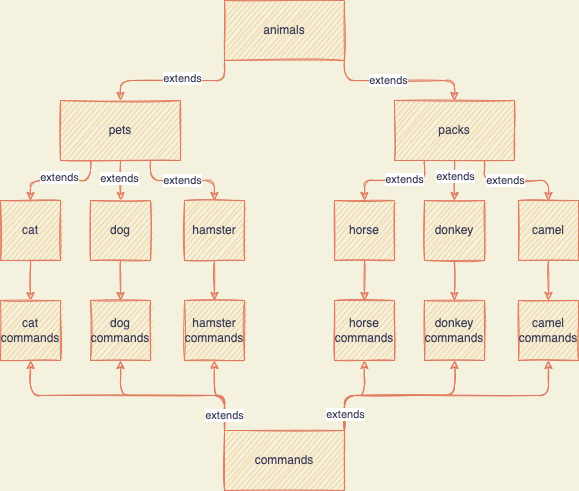 animals
extends
extends
pets
packs
extends
extends
extends
extends
extends
extends
cat
dog
hamster
horse
donkey
camel
cat
commands
dog
commands
hamster
commands
horse
commands
donkey
commands
camel
commands
extends
extends
commands